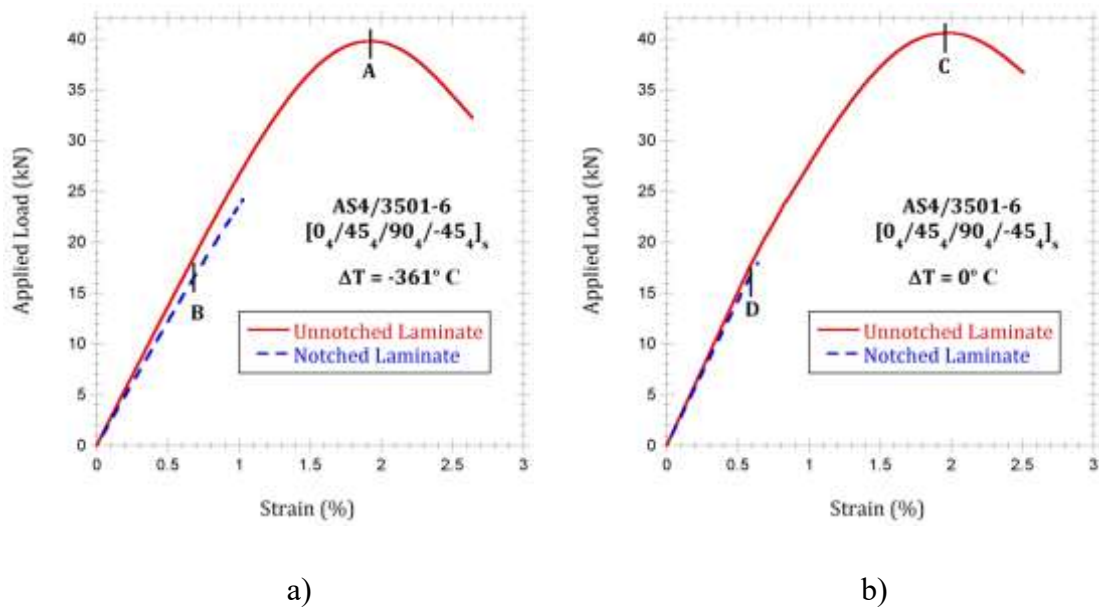 Applied Load (kN)
40
35
30
25
20
15
10
5
0
0 0.5 1 1.5 2 2.5 3
Strain (%)
A
B
AS4/3501-6
[0₄/45₄/90₄/-45₄]ₛ
ΔT = -361° C
Unnotched Laminate
Notched Laminate
a)
Applied Load (kN)
40
35
30
25
20
15
10
5
0
0 0.5 1 1.5 2 2.5 3
Strain (%)
C
D
AS4/3501-6
[0₄/45₄/90₄/-45₄]ₛ
ΔT = 0° C
Unnotched Laminate
Notched Laminate
b)